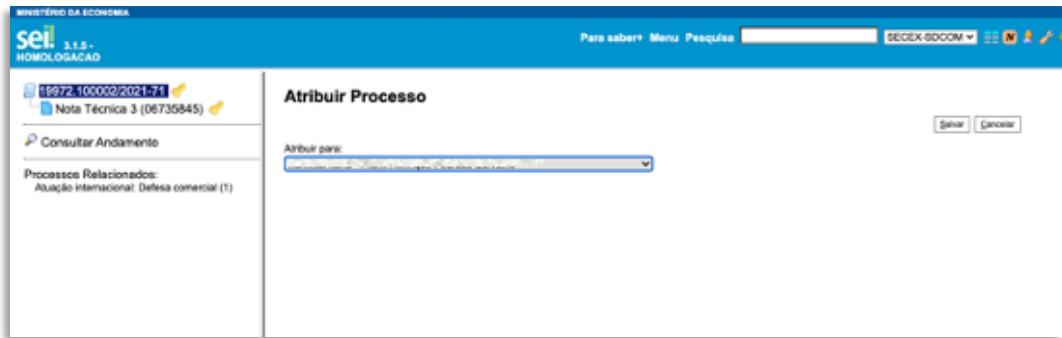 MINISTÉRIO DA ECONOMIA
sei! 3.1.5 -
HOMOLOGACAO
Para saber+ Menu Pesquisa SECEX-SDCOM
19972.100002/2021-71
Nota Técnica 3 (06735845)
Consultar Andamento
Processos Relacionados:
Atuação internacional: Defesa comercial (1)
Atribuir Processo
Salvar Cancelar
Atribuir para: